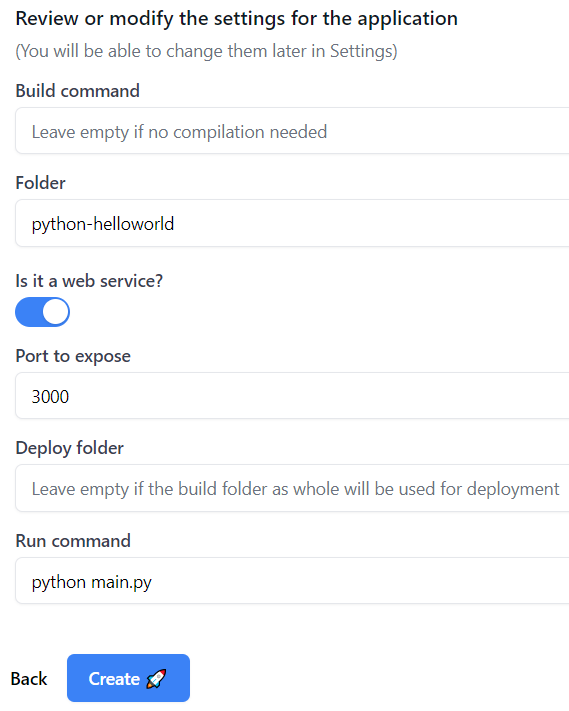 Review or modify the settings for the application
(You will be able to change them later in Settings)
Build command
Leave empty if no compilation needed
Folder
python-helloworld
Is it a web service?
Port to expose
3000
Deploy folder
Leave empty if the build folder as whole will be used for deployment
Run command
python main.py
Back
Create 🚀